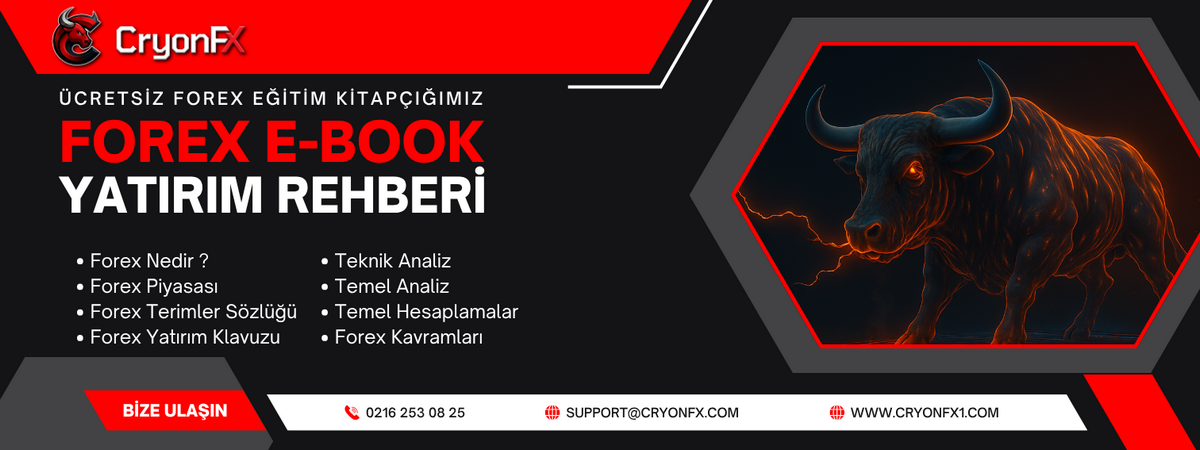 CryonFX
ÜCRETSİZ FOREX EĞİTİM KİTAPÇIĞIMIZ
FOREX E-BOOK
YATIRIM REHBERİ
• Forex Nedir ?
• Forex Piyasası
• Forex Terimler Sözlüğü
• Forex Yatırım Klavuzu
• Teknik Analiz
• Temel Analiz
• Temel Hesaplamalar
• Forex Kavramları
BİZE ULAŞIN
0216 253 08 25
SUPPORT@CRYONFX.COM
WWW.CRYONFX1.COM